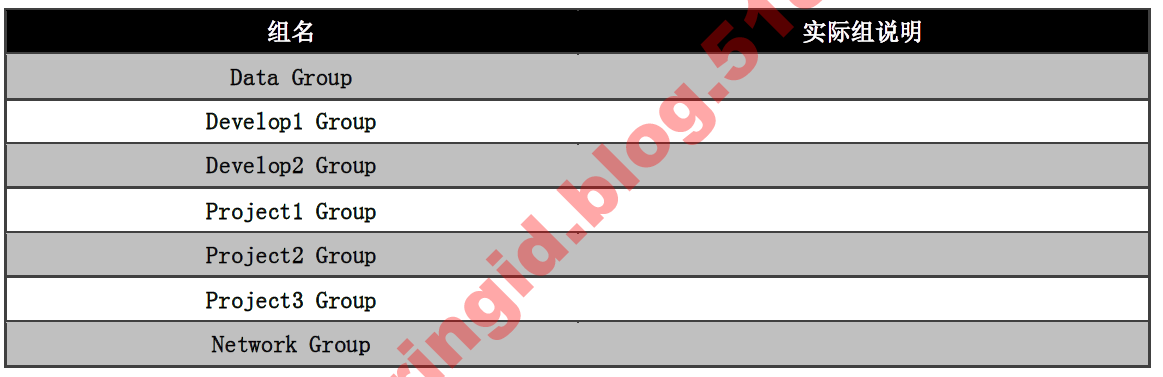 组名 实际组说明
Data Group
Develop1 Group
Develop2 Group
Project1 Group
Project2 Group
Project3 Group
Network Group
ringid.blog.51